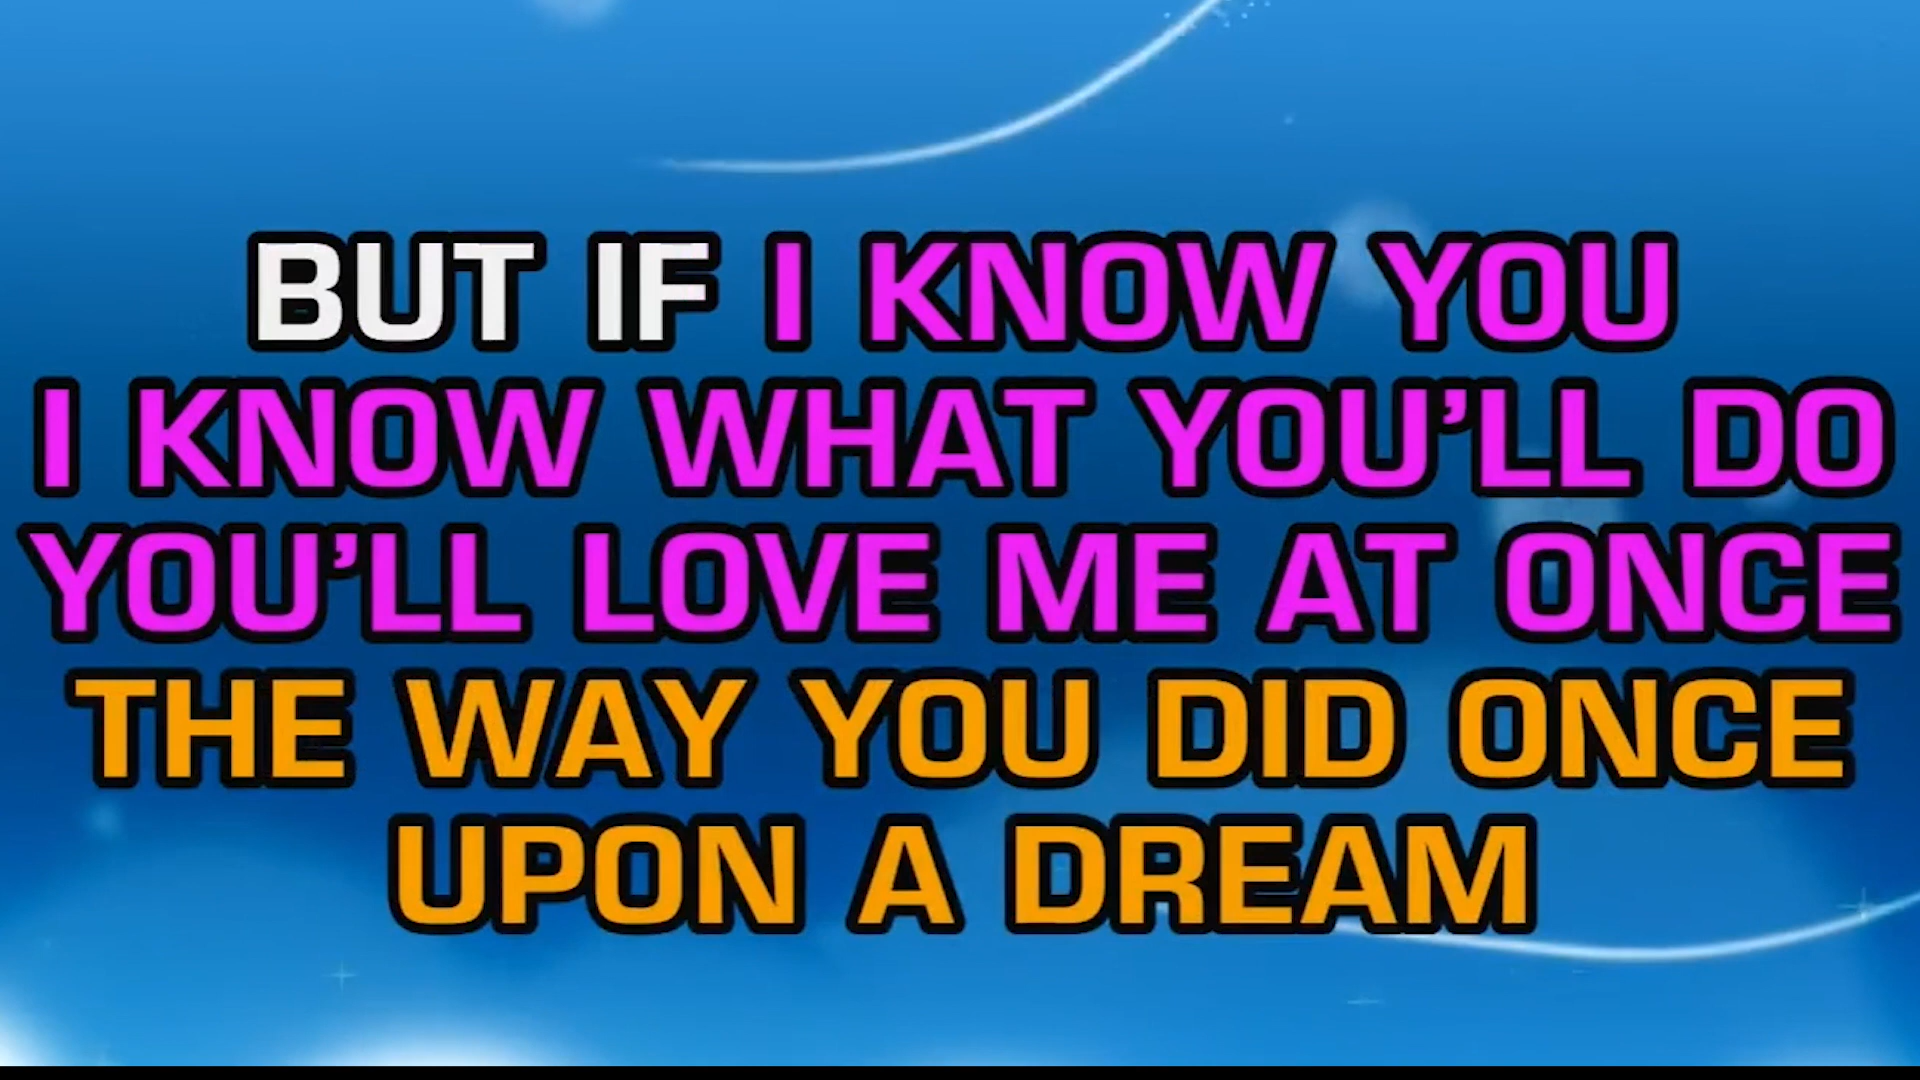 BUT IF I KNOW YOU
I KNOW WHAT YOU'LL DO
YOU'LL LOVE ME AT ONCE
THE WAY YOU DID ONCE
UPON A DREAM